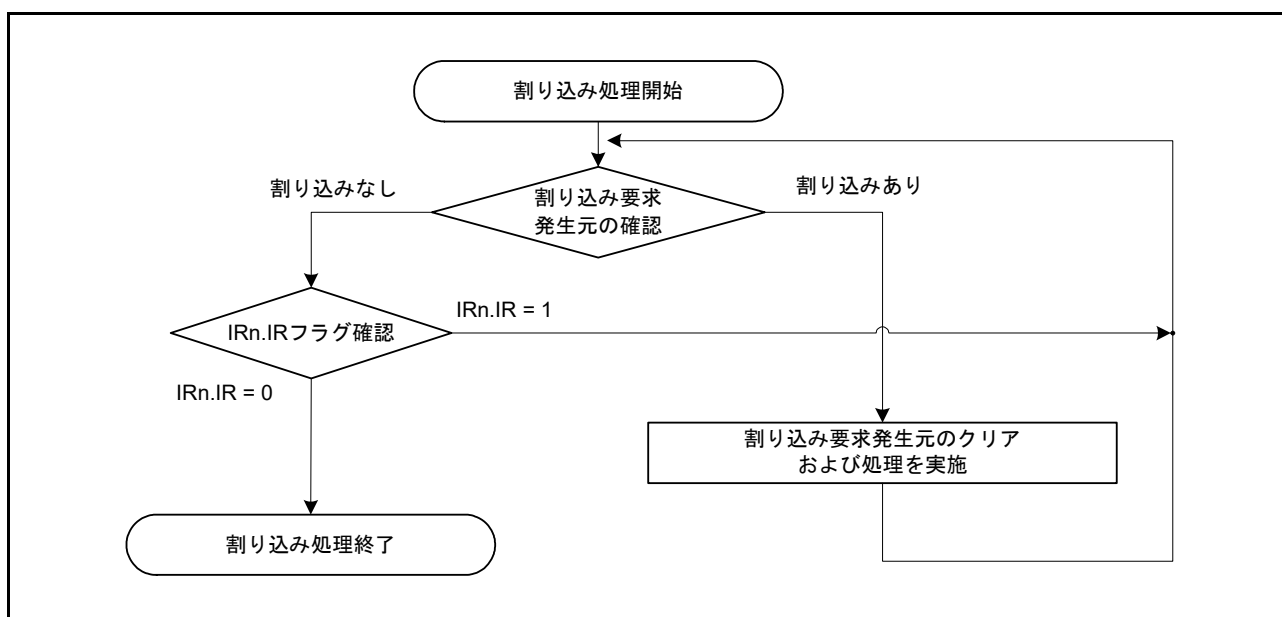 割り込み処理開始
割り込みなし
割り込み要求
発生元の確認
割り込みあり
IRn.IRフラグ確認
IRn.IR = 1
IRn.IR = 0
割り込み要求発生元のクリア
および処理を実施
割り込み処理終了